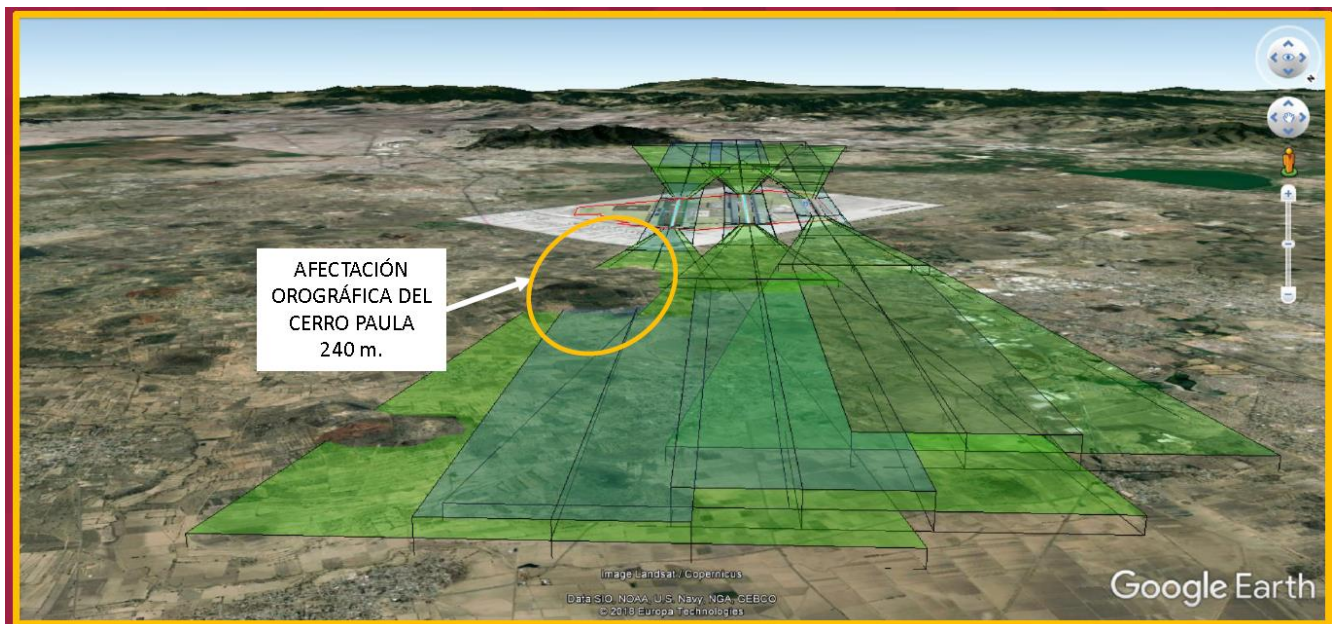 AFECTACIÓN
OROGRÁFICA DEL
CERRO PAULA
240 m.
Image Landsat / Copernicus
Data SIO, NOAA, U.S. Navy, NGA, GEBCO
© 2018 Europa Technologies
Google Earth